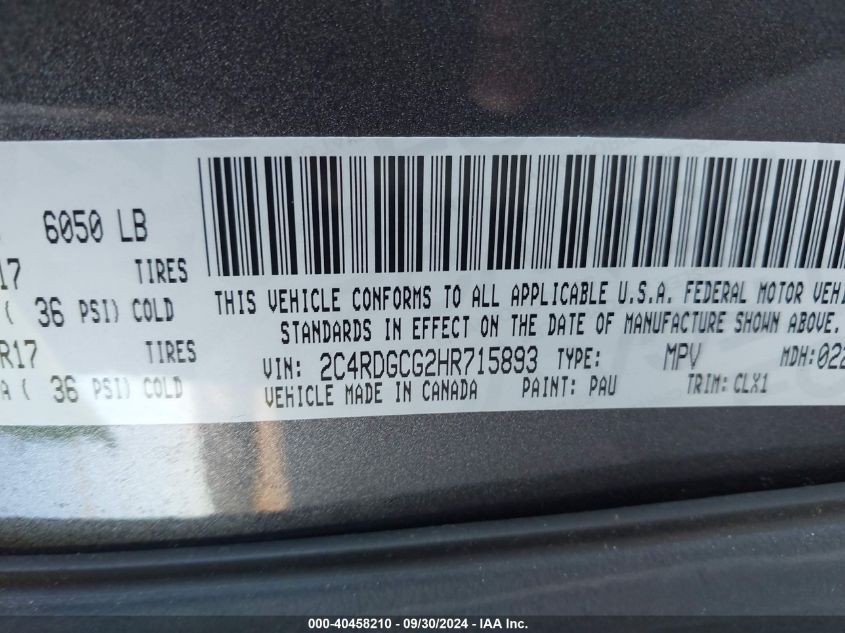 6050 LB
17 TIRES
( 36 PSI) COLD
R17 TIRES
A ( 36 PSI) COLD
THIS VEHICLE CONFORMS TO ALL APPLICABLE U.S.A. FEDERAL MOTOR VEHI
STANDARDS IN EFFECT ON THE DATE OF MANUFACTURE SHOWN ABOVE.
VIN: 2C4RDGCG2HR715893 TYPE: MPV MDH:022
VEHICLE MADE IN CANADA PAINT: PAU TRIM: CLX1
000-40458210 - 09/30/2024 - IAA, Inc.